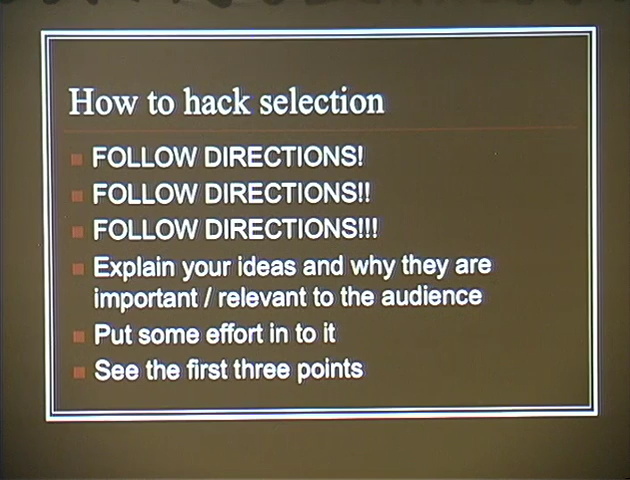 How to hack selection
FOLLOW DIRECTIONS!
FOLLOW DIRECTIONS!!
FOLLOW DIRECTIONS!!!
Explain your ideas and why they are
important / relevant to the audience
Put some effort in to it
See the first three points